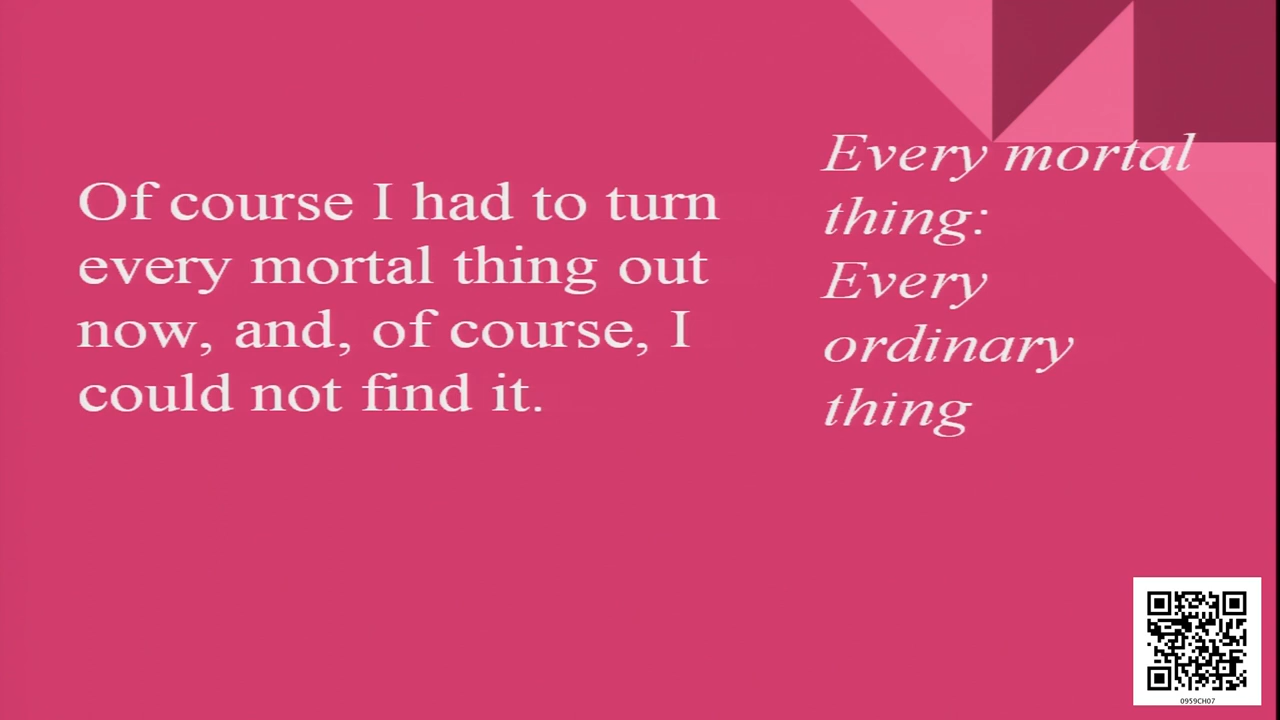 Of course I had to turn
every mortal thing out
now, and, of course, I
could not find it.
Every mortal
thing:
Every
ordinary
thing
0959CH07